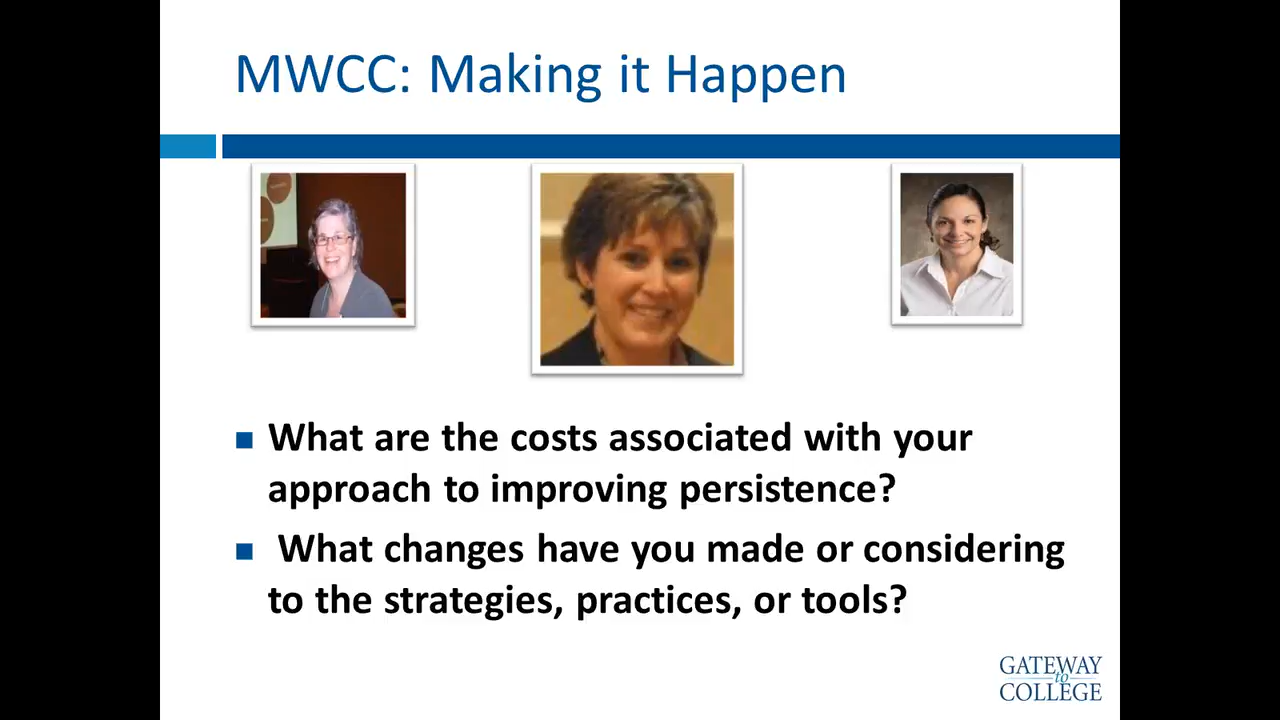 MWCC: Making it Happen
What are the costs associated with your
approach to improving persistence?
What changes have you made or considering
to the strategies, practices, or tools?
GATEWAY
to
COLLEGE